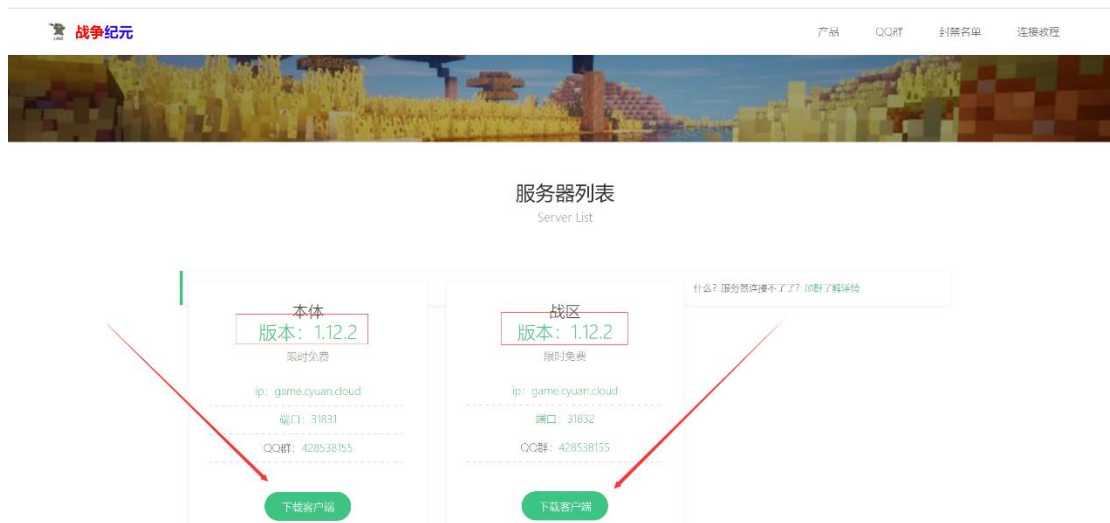 战争纪元
产品 QQ群 封禁名单 连接教程
服务器列表
Server List
什么？服务器连接不了了？加群了解详情
本体
版本：1.12.2
限时免费
ip：game.cyuan.cloud
端口：31831
QQ群：428538155
下载客户端
战区
版本：1.12.2
限时免费
ip：game.cyuan.cloud
端口：31832
QQ群：428538155
下载客户端